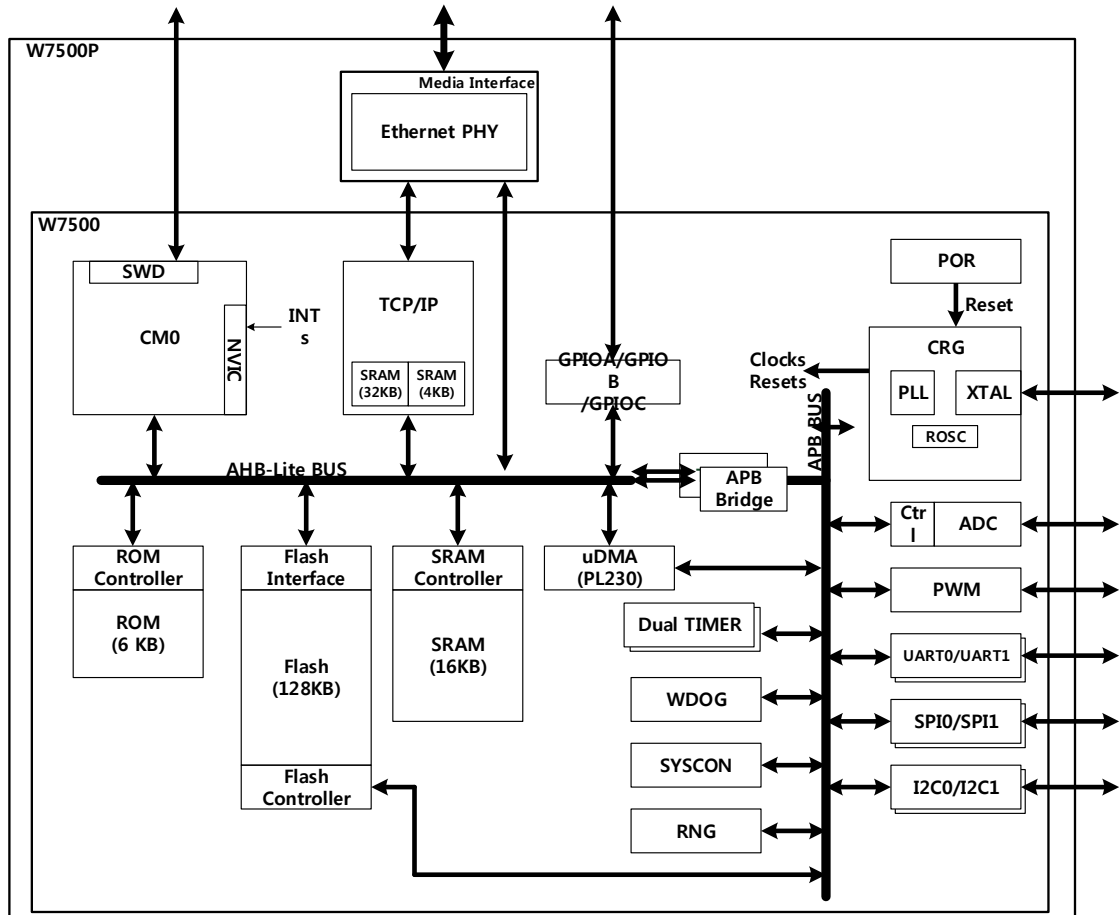 W7500P
Media Interface
Ethernet PHY
W7500
SWD
CM0
NVIC
INT
s
TCP/IP
SRAM
(32KB)
SRAM
(4KB)
GPIOA/GPIO
B
/GPIOC
POR
Reset
CRG
Clocks
Resets
PLL
XTAL
ROSC
APB BUS
AHB-Lite BUS
APB
Bridge
Ctr
l
ADC
ROM
Controller
ROM
(6 KB)
Flash
Interface
Flash
(128KB)
Flash
Controller
SRAM
Controller
SRAM
(16KB)
uDMA
(PL230)
PWM
Dual TIMER
UART0/UART1
WDOG
SPI0/SPI1
SYSCON
I2C0/I2C1
RNG